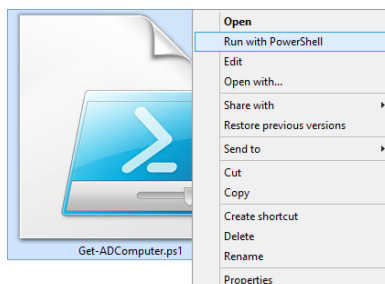 Open
Run with PowerShell
Edit
Open with...
Share with
Restore previous versions
Send to
Cut
Copy
Create shortcut
Delete
Rename
Properties
Get-ADComputer.ps1